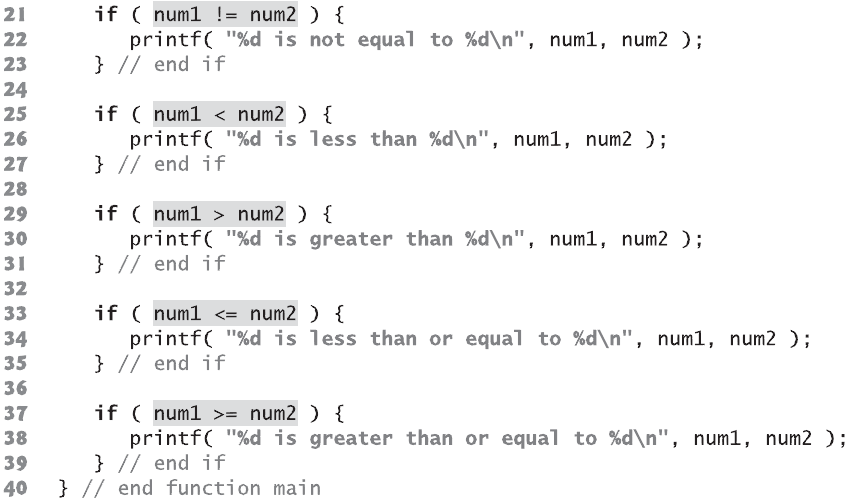 21 if ( num1 != num2 ) {
22 printf( "%d is not equal to %d\n", num1, num2 );
23 } // end if
24
25 if ( num1 < num2 ) {
26 printf( "%d is less than %d\n", num1, num2 );
27 } // end if
28
29 if ( num1 > num2 ) {
30 printf( "%d is greater than %d\n", num1, num2 );
31 } // end if
32
33 if ( num1 <= num2 ) {
34 printf( "%d is less than or equal to %d\n", num1, num2 );
35 } // end if
36
37 if ( num1 >= num2 ) {
38 printf( "%d is greater than or equal to %d\n", num1, num2 );
39 } // end if
40 } // end function main